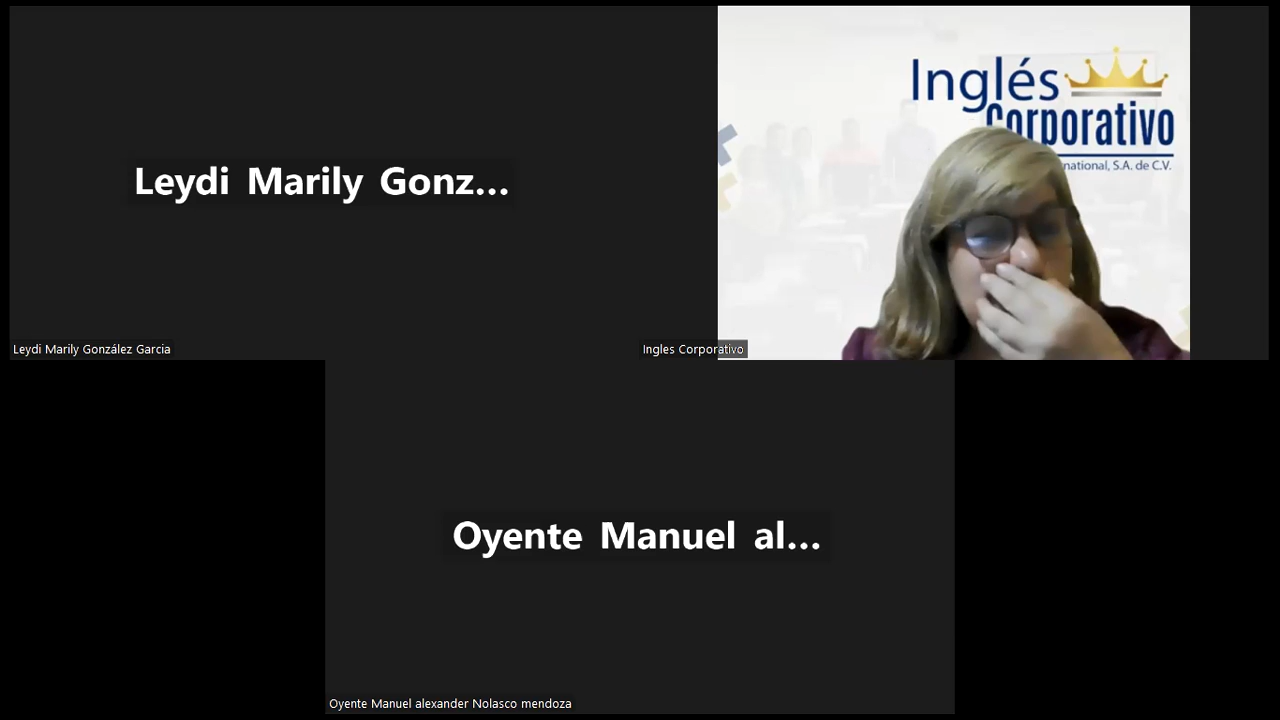 Leydi Marily Gonz...
Leydi Marily González Garcia
Inglés
Corporativo
national, S.A. de C.V.
Ingles Corporativo
Oyente Manuel al...
Oyente Manuel alexander Nolasco mendoza